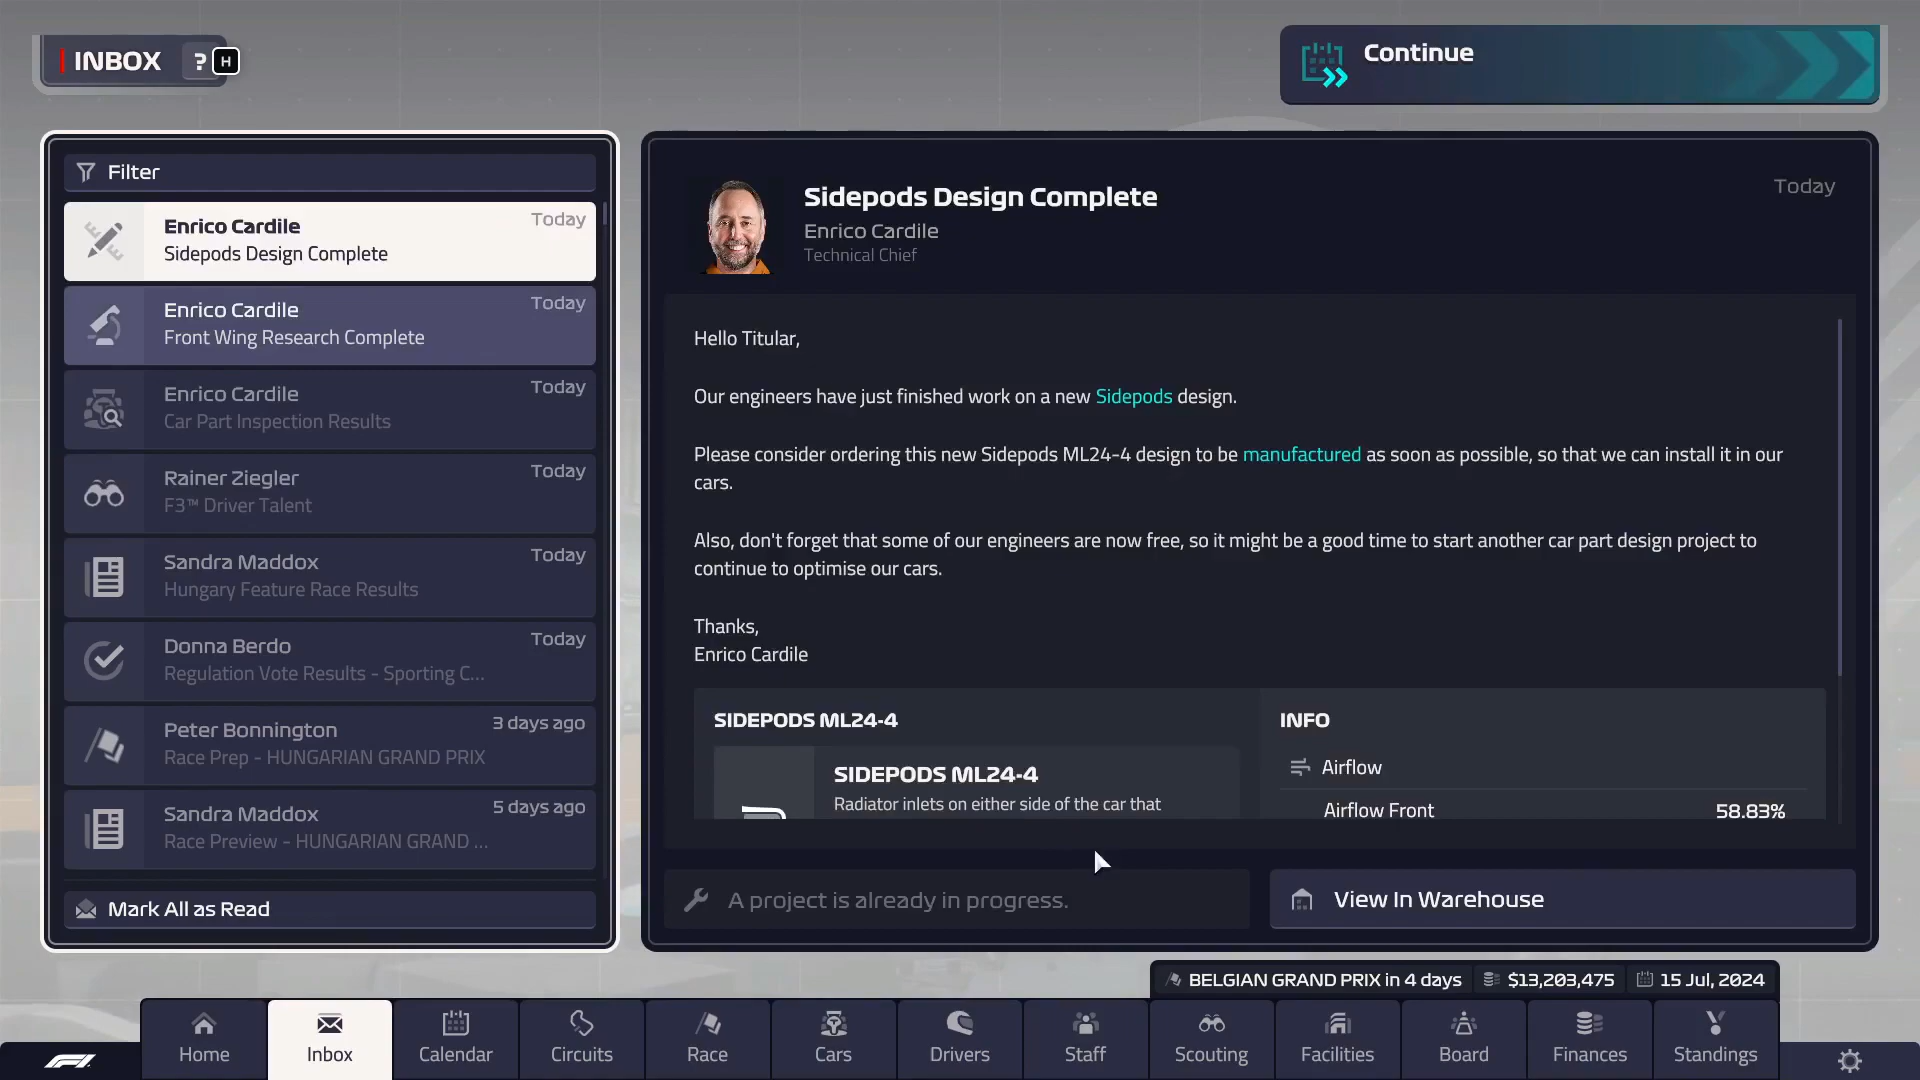 INBOX ? H
Continue
Filter
Enrico Cardile Today
Sidepods Design Complete
Enrico Cardile Today
Front Wing Research Complete
Enrico Cardile Today
Car Part Inspection Results
Rainer Ziegler Today
F3™ Driver Talent
Sandra Maddox Today
Hungary Feature Race Results
Donna Berdo Today
Regulation Vote Results - Sporting C...
Peter Bonnington 3 days ago
Race Prep - HUNGARIAN GRAND PRIX
Sandra Maddox 5 days ago
Race Preview - HUNGARIAN GRAND ...
Mark All as Read
Sidepods Design Complete Today
Enrico Cardile
Technical Chief
Hello Titular,
Our engineers have just finished work on a new Sidepods design.
Please consider ordering this new Sidepods ML24-4 design to be manufactured as soon as possible, so that we can install it in our
cars.
Also, don't forget that some of our engineers are now free, so it might be a good time to start another car part design project to
continue to optimise our cars.
Thanks,
Enrico Cardile
SIDEPODS ML24-4
SIDEPODS ML24-4
Radiator inlets on either side of the car that
INFO
Airflow
Airflow Front 58.83%
A project is already in progress.
View In Warehouse
BELGIAN GRAND PRIX in 4 days $13,203,475 15 Jul, 2024
F1
Home
Inbox
Calendar
Circuits
Race
Cars
Drivers
Staff
Scouting
Facilities
Board
Finances
Standings